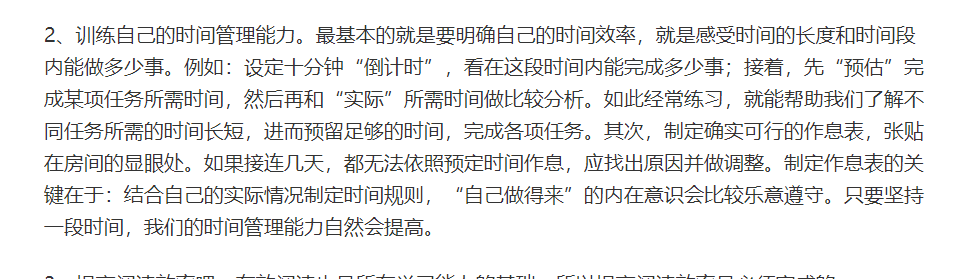 2、训练自己的时间管理能力。最基本的就是要明确自己的时间效率，就是感受时间的长度和时间段
内能做多少事。例如：设定十分钟“倒计时”，看在这段时间内能完成多少事；接着，先“预估”完
成某项任务所需时间，然后再和“实际”所需时间做比较分析。如此经常练习，就能帮助我们了解不
同任务所需的时间长短，进而预留足够的时间，完成各项任务。其次，制定确实可行的作息表，张贴
在房间的显眼处。如果接连几天，都无法依照预定时间作息，应找出原因并做调整。制定作息表的关
键在于：结合自己的实际情况制定时间规则，“自己做得来”的内在意识会比较乐意遵守。只要坚持
一段时间，我们的时间管理能力自然会提高。